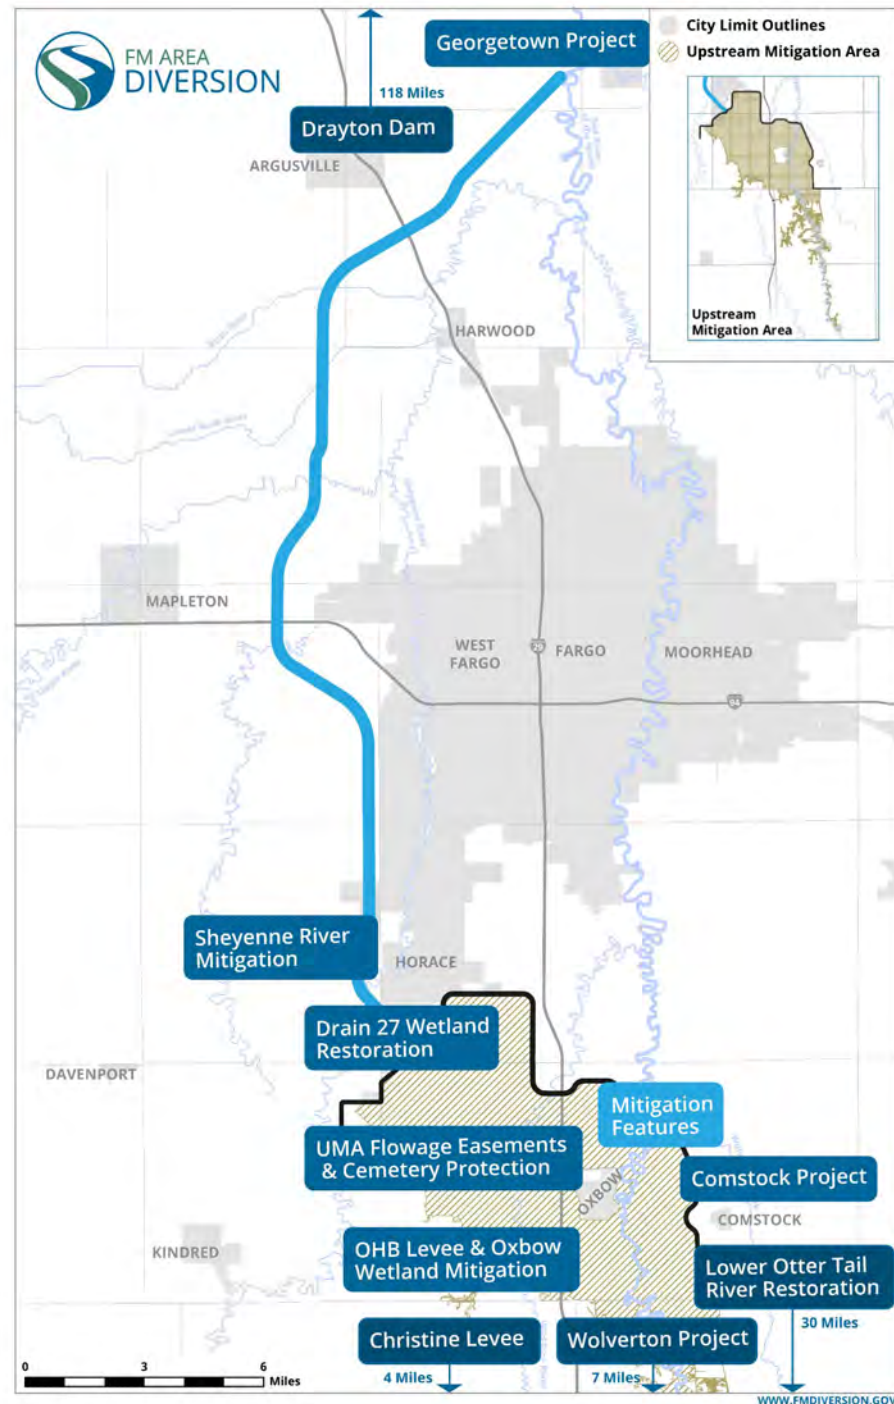 FM AREA
DIVERSION
118 Miles
Drayton Dam
Georgetown Project
City Limit Outlines
Upstream Mitigation Area
Upstream
Mitigation Area
ARGUSVILLE
HARWOOD
MAPLETON
WEST
FARGO
29
FARGO
MOORHEAD
94
Sheyenne River
Mitigation
HORACE
Drain 27 Wetland
Restoration
DAVENPORT
Mitigation
Features
UMA Flowage Easements
& Cemetery Protection
Comstock Project
OXBOW
COMSTOCK
KINDRED
OHB Levee & Oxbow
Wetland Mitigation
Lower Otter Tail
River Restoration
30 Miles
Christine Levee
4 Miles
Wolverton Project
7 Miles
0 3 6
Miles
WWW.FMDIVERSION.GOV